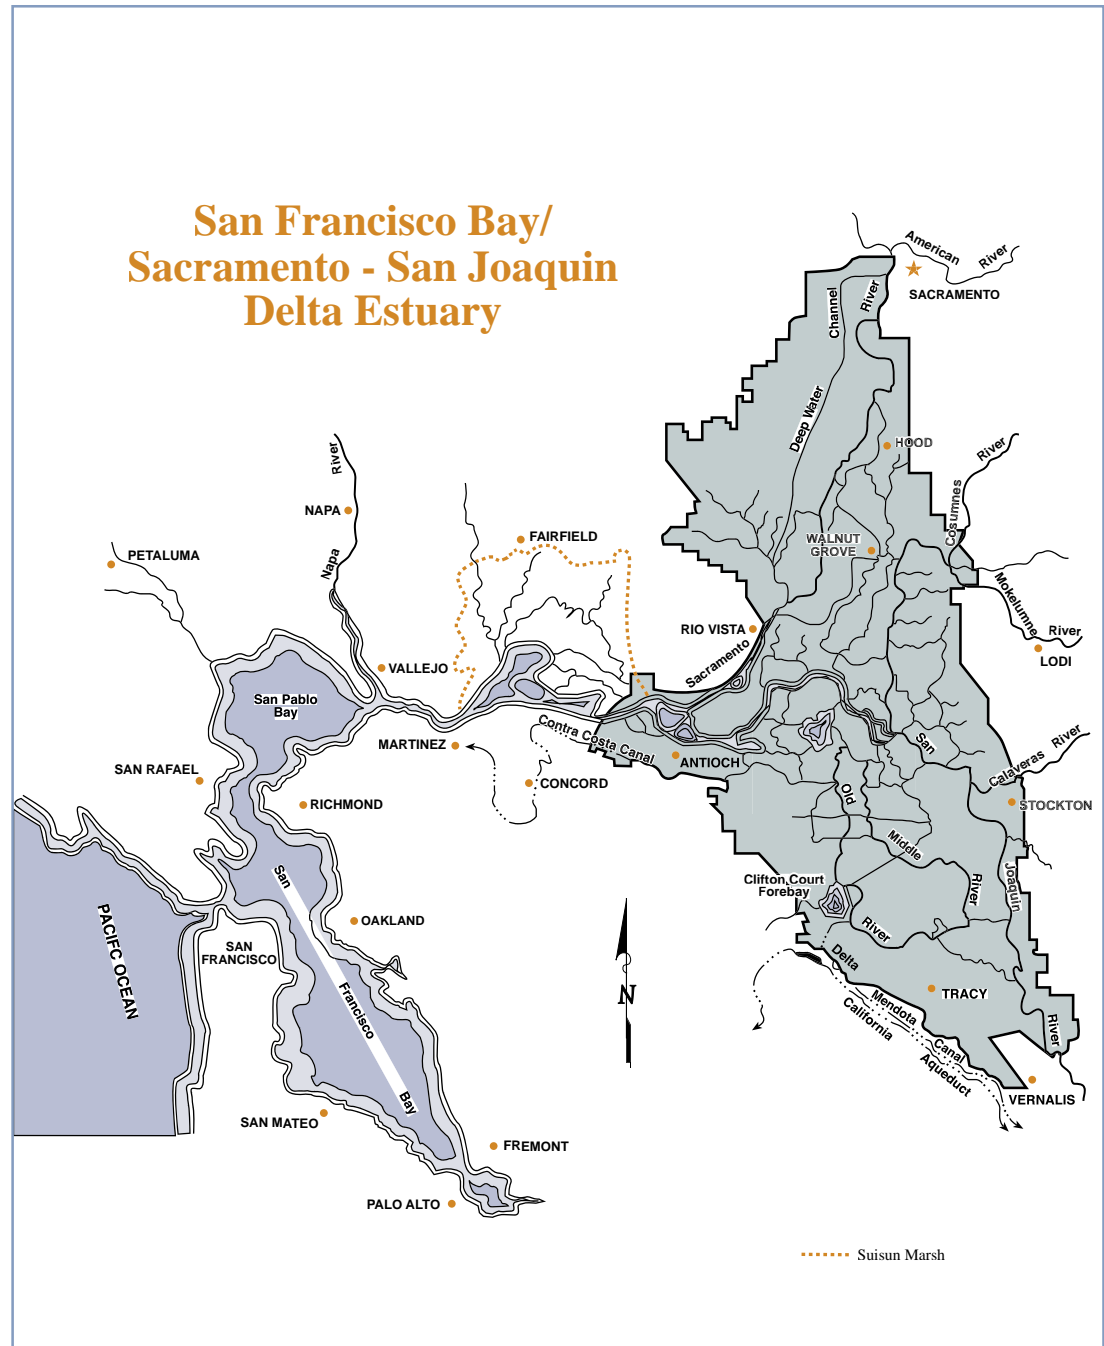 San Francisco Bay/
Sacramento - San Joaquin
Delta Estuary
American
River
SACRAMENTO
Channel
River
Deep Water
HOOD
River
Cosumnes
River
NAPA
Napa
FAIRFIELD
WALNUT
GROVE
PETALUMA
Mokelumne
River
LODI
RIO VISTA
Sacramento
VALLEJO
San Pablo
Bay
MARTINEZ
Contra Costa Canal
ANTIOCH
San
Calaveras
River
SAN RAFAEL
CONCORD
RICHMOND
Old
STOCKTON
Middle
San
Clifton Court
Forebay
River
Joaquin
PACIFC OCEAN
OAKLAND
River
SAN
FRANCISCO
Delta
N
TRACY
Mendota
California
Francisco
River
Canal
Aqueduct
Bay
VERNALIS
SAN MATEO
FREMONT
PALO ALTO
Suisun Marsh